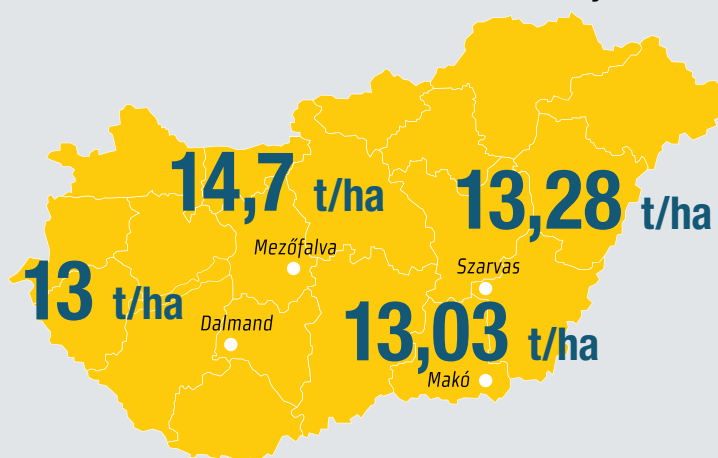 14,7 t/ha
Mezőfalva
13,28 t/ha
Szarvas
13 t/ha
Dalmand
13,03 t/ha
Makó